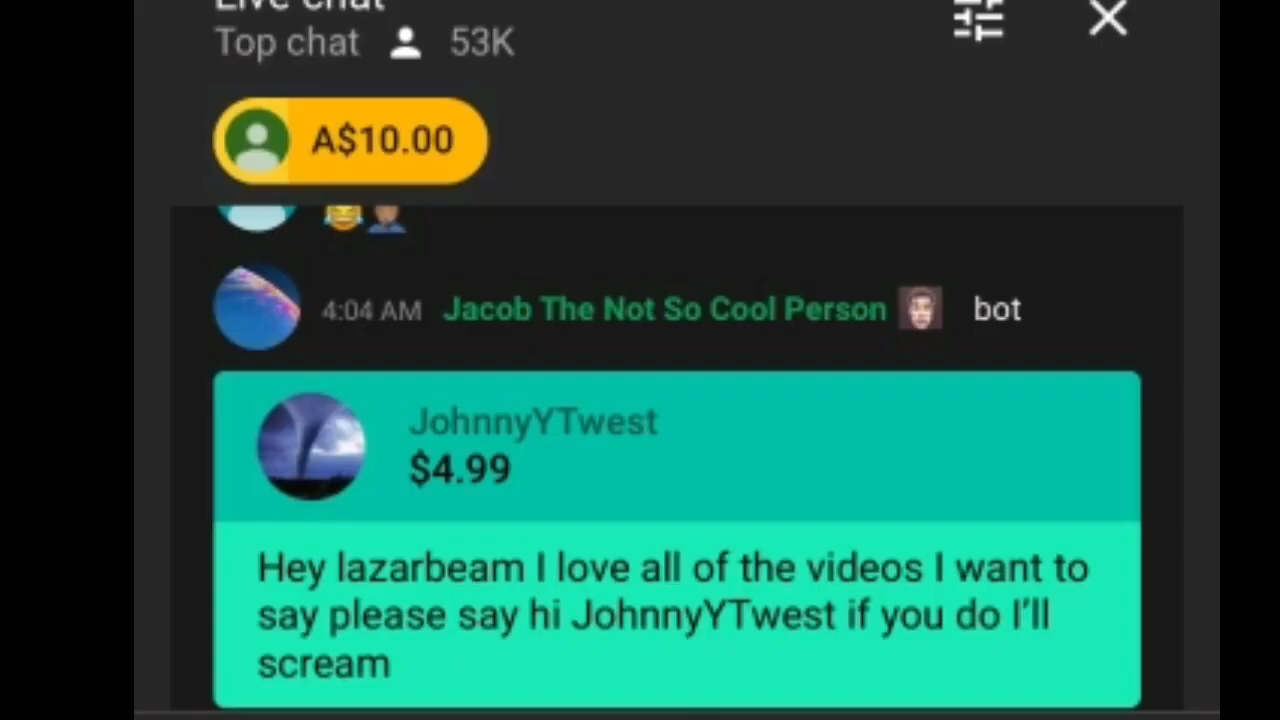 Live chat
Top chat 53K
A$10.00
4:04 AM Jacob The Not So Cool Person bot
JohnnyYTwest
$4.99
Hey lazarbeam I love all of the videos I want to
say please say hi JohnnyYTwest if you do I'll
scream